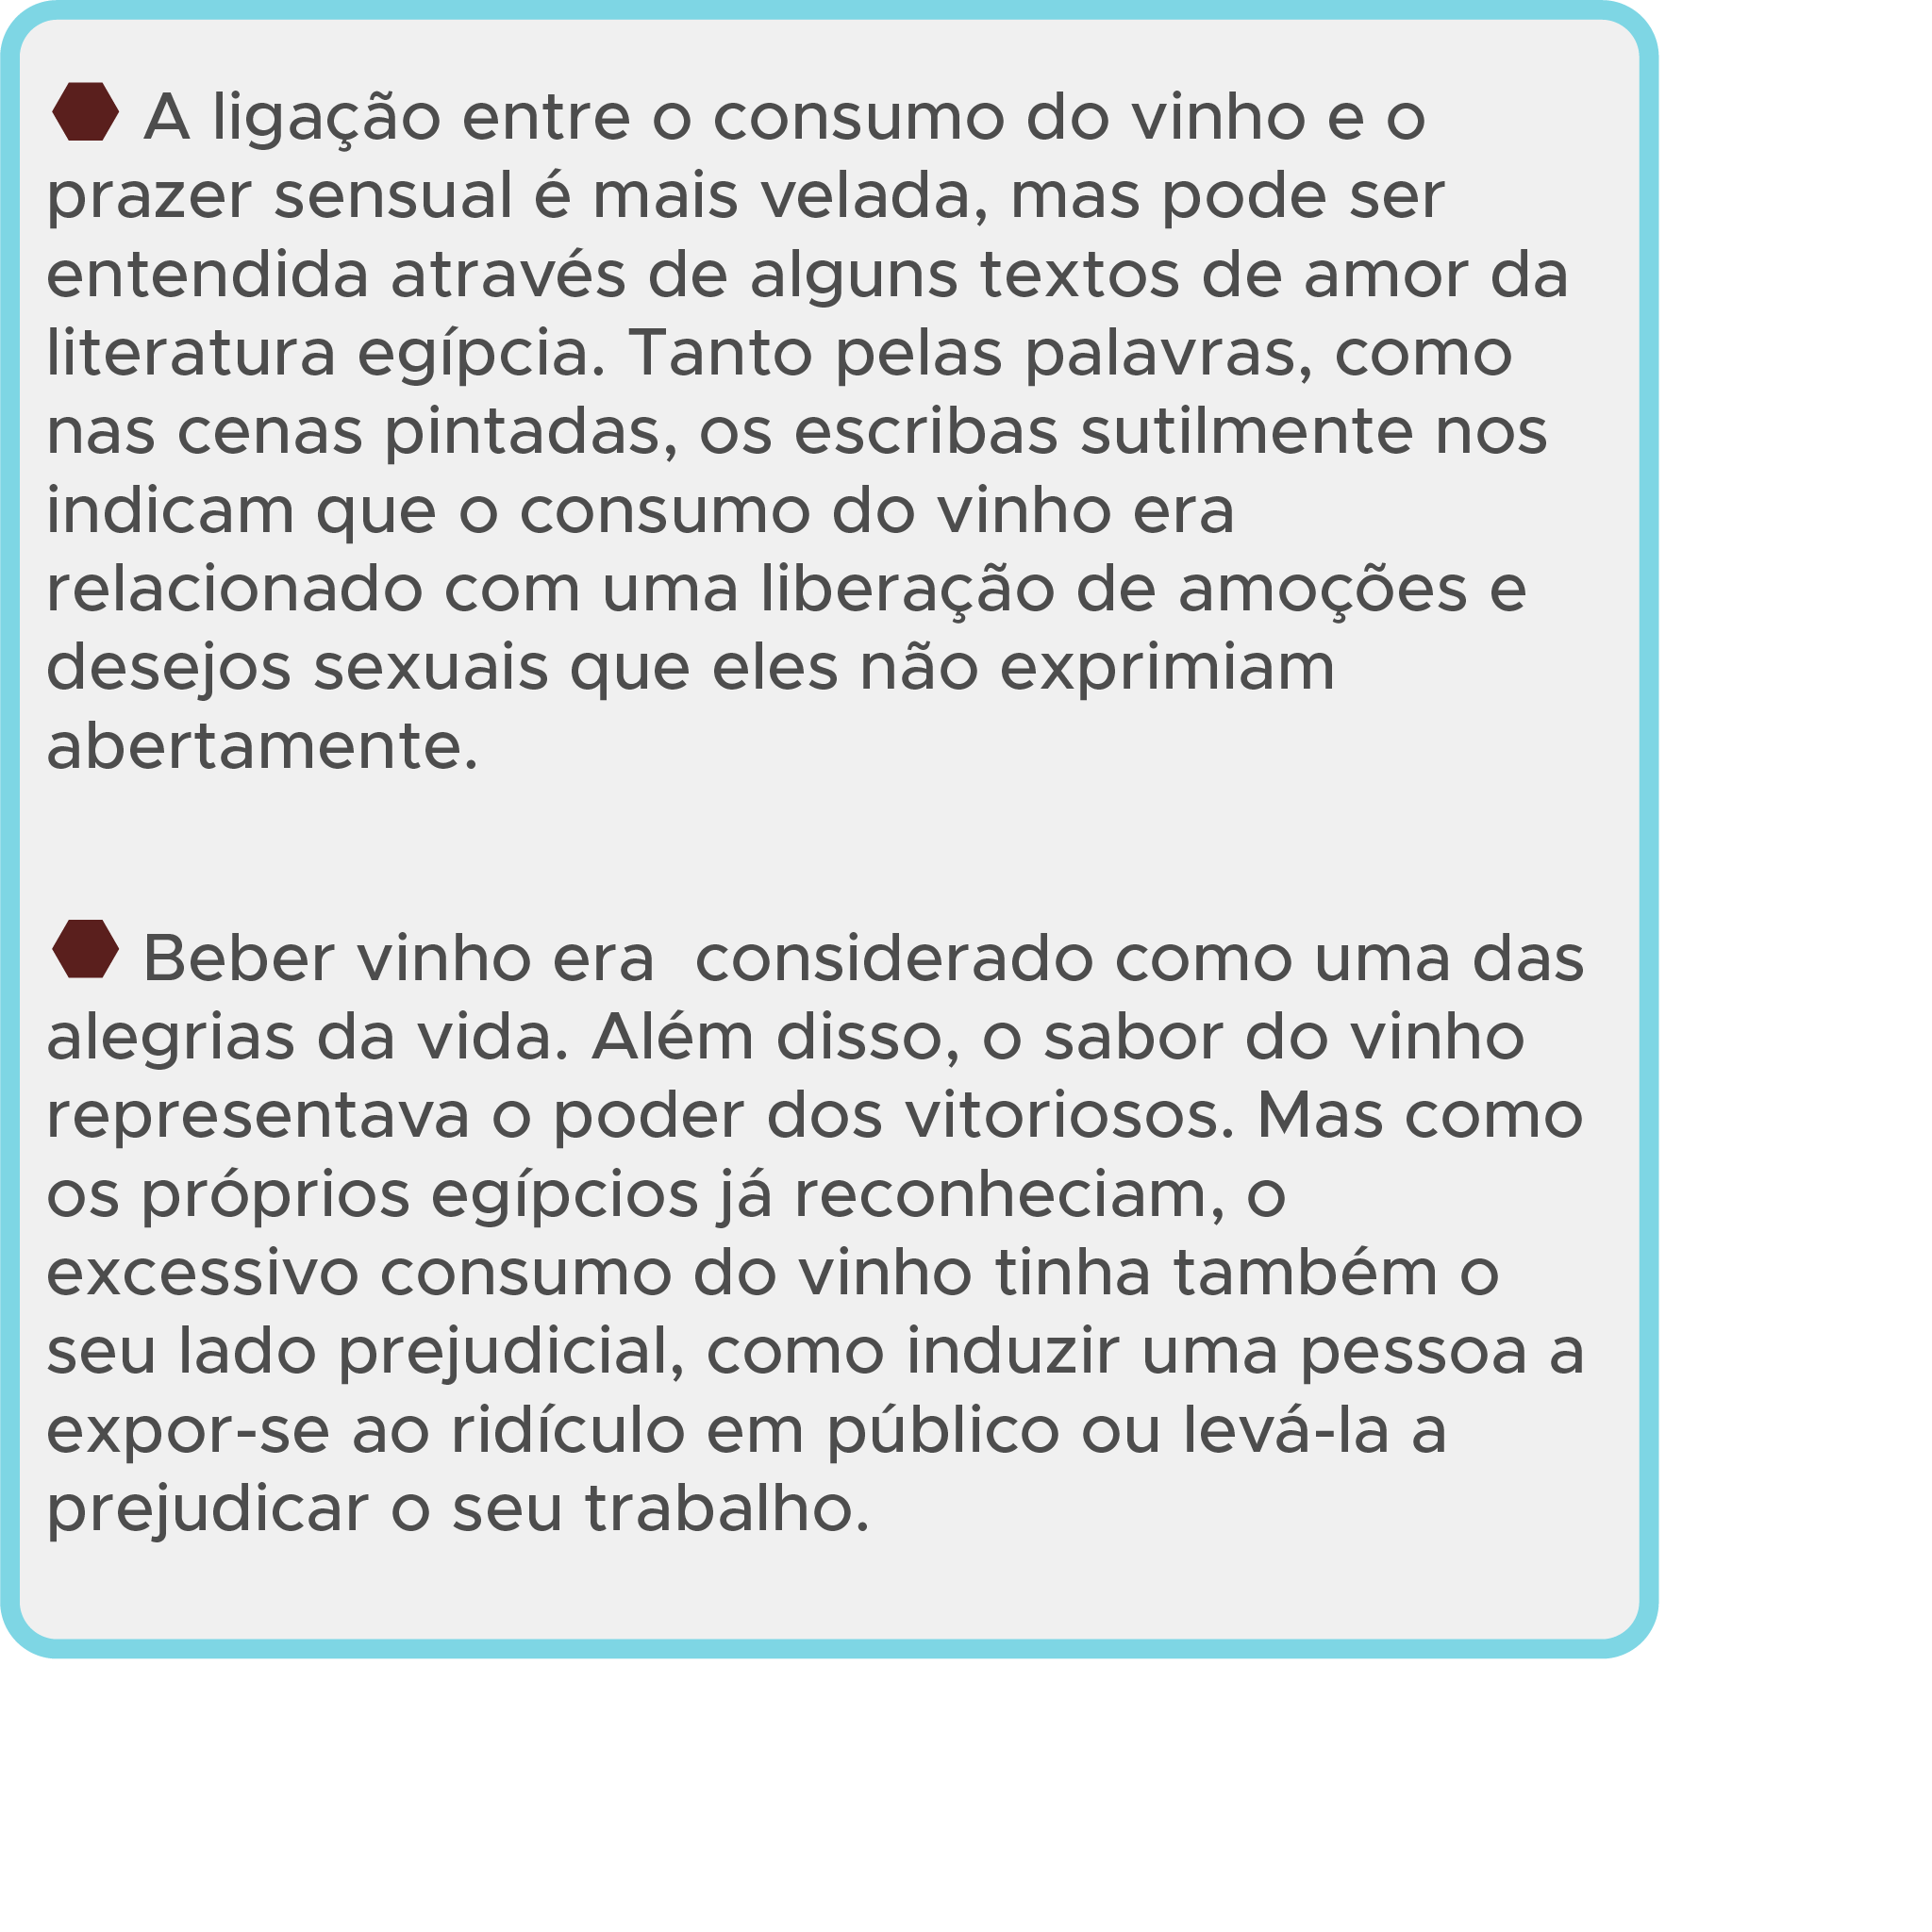 A ligação entre o consumo do vinho e o
prazer sensual é mais velada, mas pode ser
entendida através de alguns textos de amor da
literatura egípcia. Tanto pelas palavras, como
nas cenas pintadas, os escribas sutilmente nos
indicam que o consumo do vinho era
relacionado com uma liberação de amoções e
desejos sexuais que eles não exprimiam
abertamente.
Beber vinho era  considerado como uma das
alegrias da vida. Além disso, o sabor do vinho
representava o poder dos vitoriosos. Mas como
os próprios egípcios já reconheciam, o
excessivo consumo do vinho tinha também o
seu lado prejudicial, como induzir uma pessoa a
expor-se ao ridículo em público ou levá-la a
prejudicar o seu trabalho.